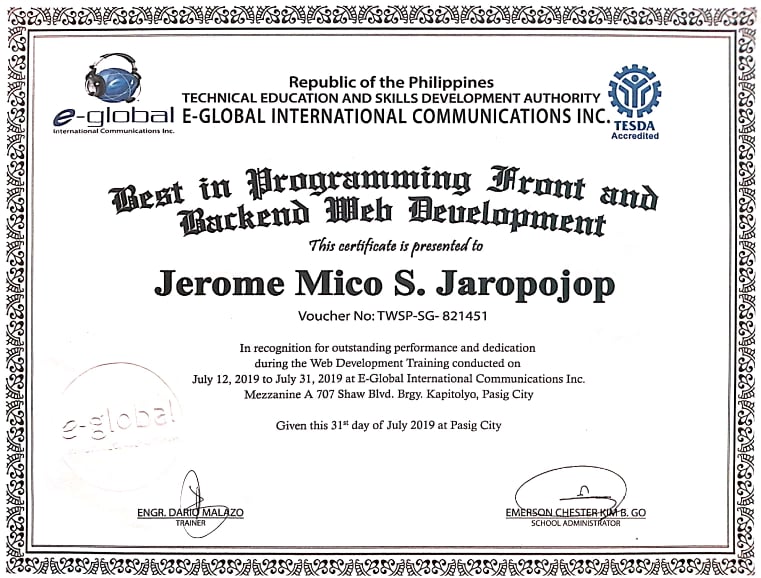 e-global
International Communications Inc.
Republic of the Philippines
TECHNICAL EDUCATION AND SKILLS DEVELOPMENT AUTHORITY
E-GLOBAL INTERNATIONAL COMMUNICATIONS INC.
TESDA
Accredited
Best in Programming Front and
Backend Web Development
This certificate is presented to
Jerome Mico S. Jaropojop
Voucher No: TWSP-SG- 821451
In recognition for outstanding performance and dedication
during the Web Development Training conducted on
July 12, 2019 to July 31, 2019 at E-Global International Communications Inc.
Mezzanine A 707 Shaw Blvd. Brgy. Kapitolyo, Pasig City
Given this 31st day of July 2019 at Pasig City
e-global
ENGR. DARIO MALAZO
TRAINER
EMERSON CHESTER KIM B. GO
SCHOOL ADMINISTRATOR